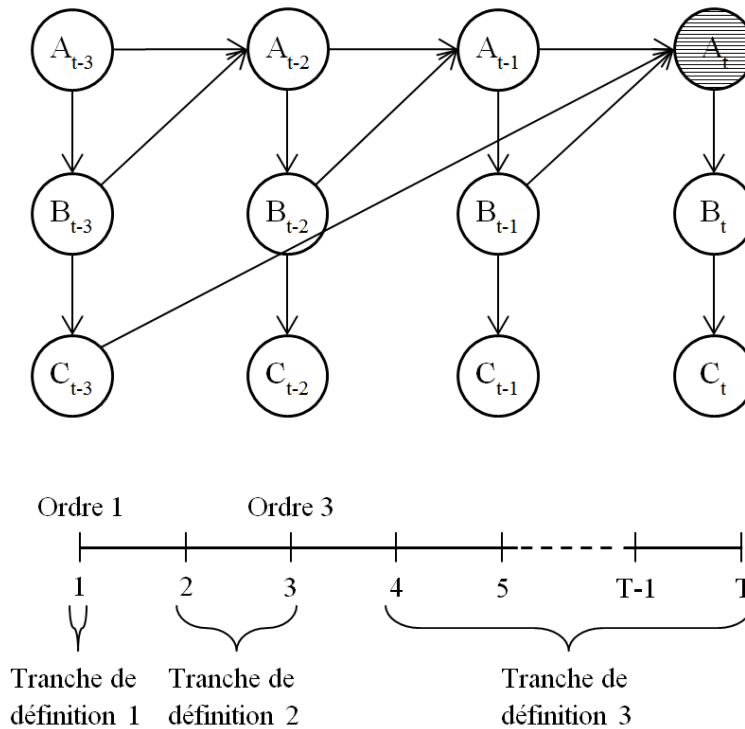 A_{t-3} A_{t-2} A_{t-1} A_t
B_{t-3} B_{t-2} B_{t-1} B_t
C_{t-3} C_{t-2} C_{t-1} C_t
Ordre 1 Ordre 3
1 2 3 4 5 T-1 T
Tranche de Tranche de Tranche de
définition 1 définition 2 définition 3